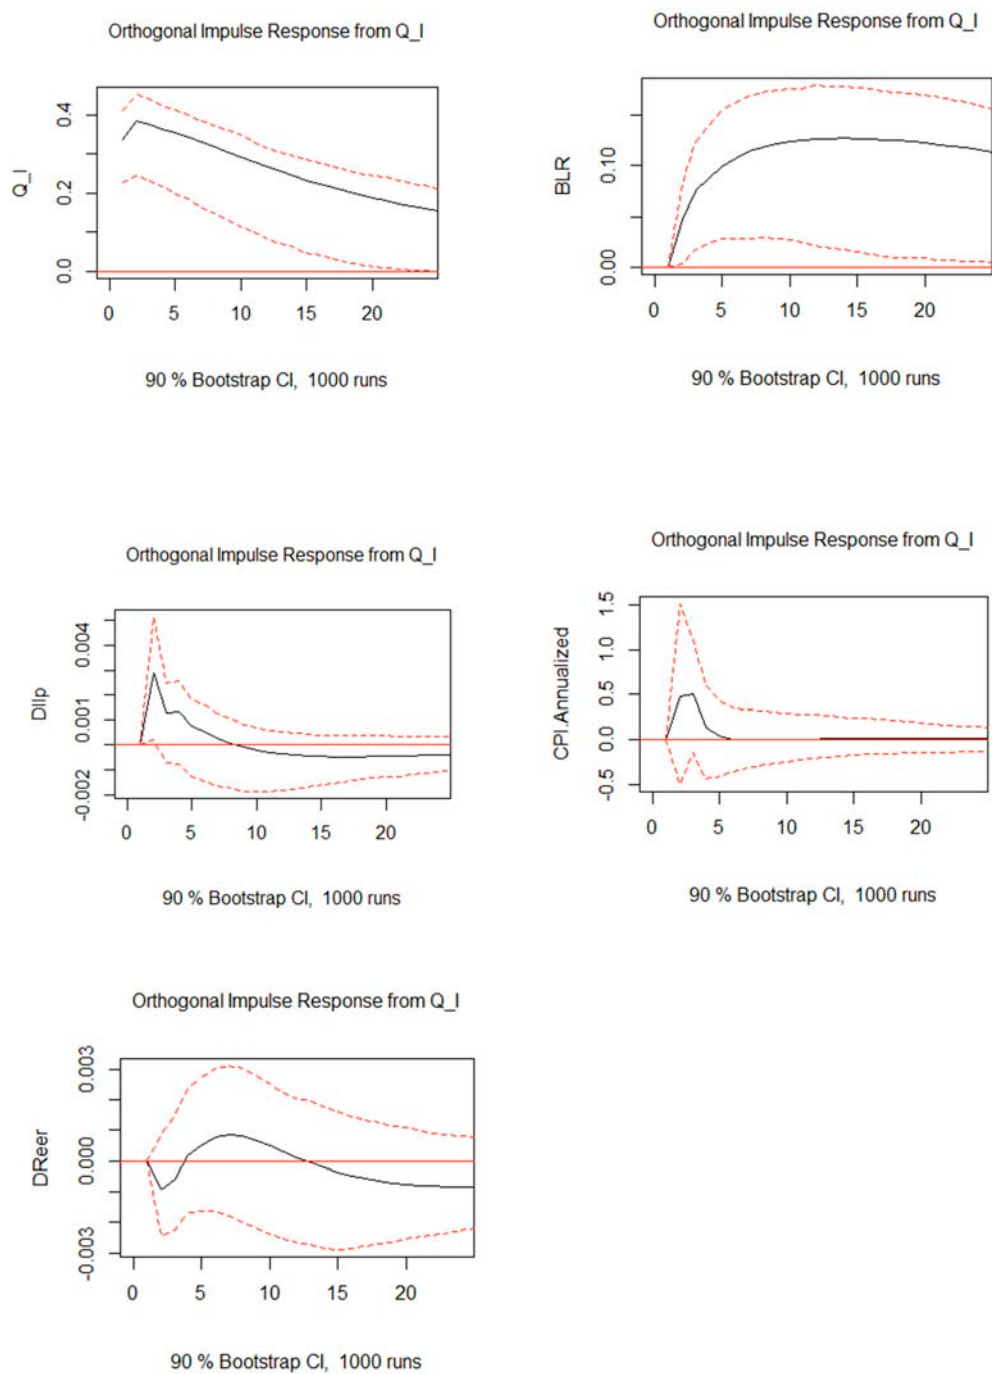 Orthogonal Impulse Response from Q_I
Q_I
0.4
0.2
0.0
0 5 10 15 20
90 % Bootstrap CI, 1000 runs
Orthogonal Impulse Response from Q_I
BLR
0.10
0.00
0 5 10 15 20
90 % Bootstrap CI, 1000 runs
Orthogonal Impulse Response from Q_I
DIIp
0.004
0.001
-0.002
0 5 10 15 20
90 % Bootstrap CI, 1000 runs
Orthogonal Impulse Response from Q_I
CPI.Annualized
1.5
1.0
0.5
0.0
-0.5
0 5 10 15 20
90 % Bootstrap CI, 1000 runs
Orthogonal Impulse Response from Q_I
DReer
0.003
0.000
-0.003
0 5 10 15 20
90 % Bootstrap CI, 1000 runs